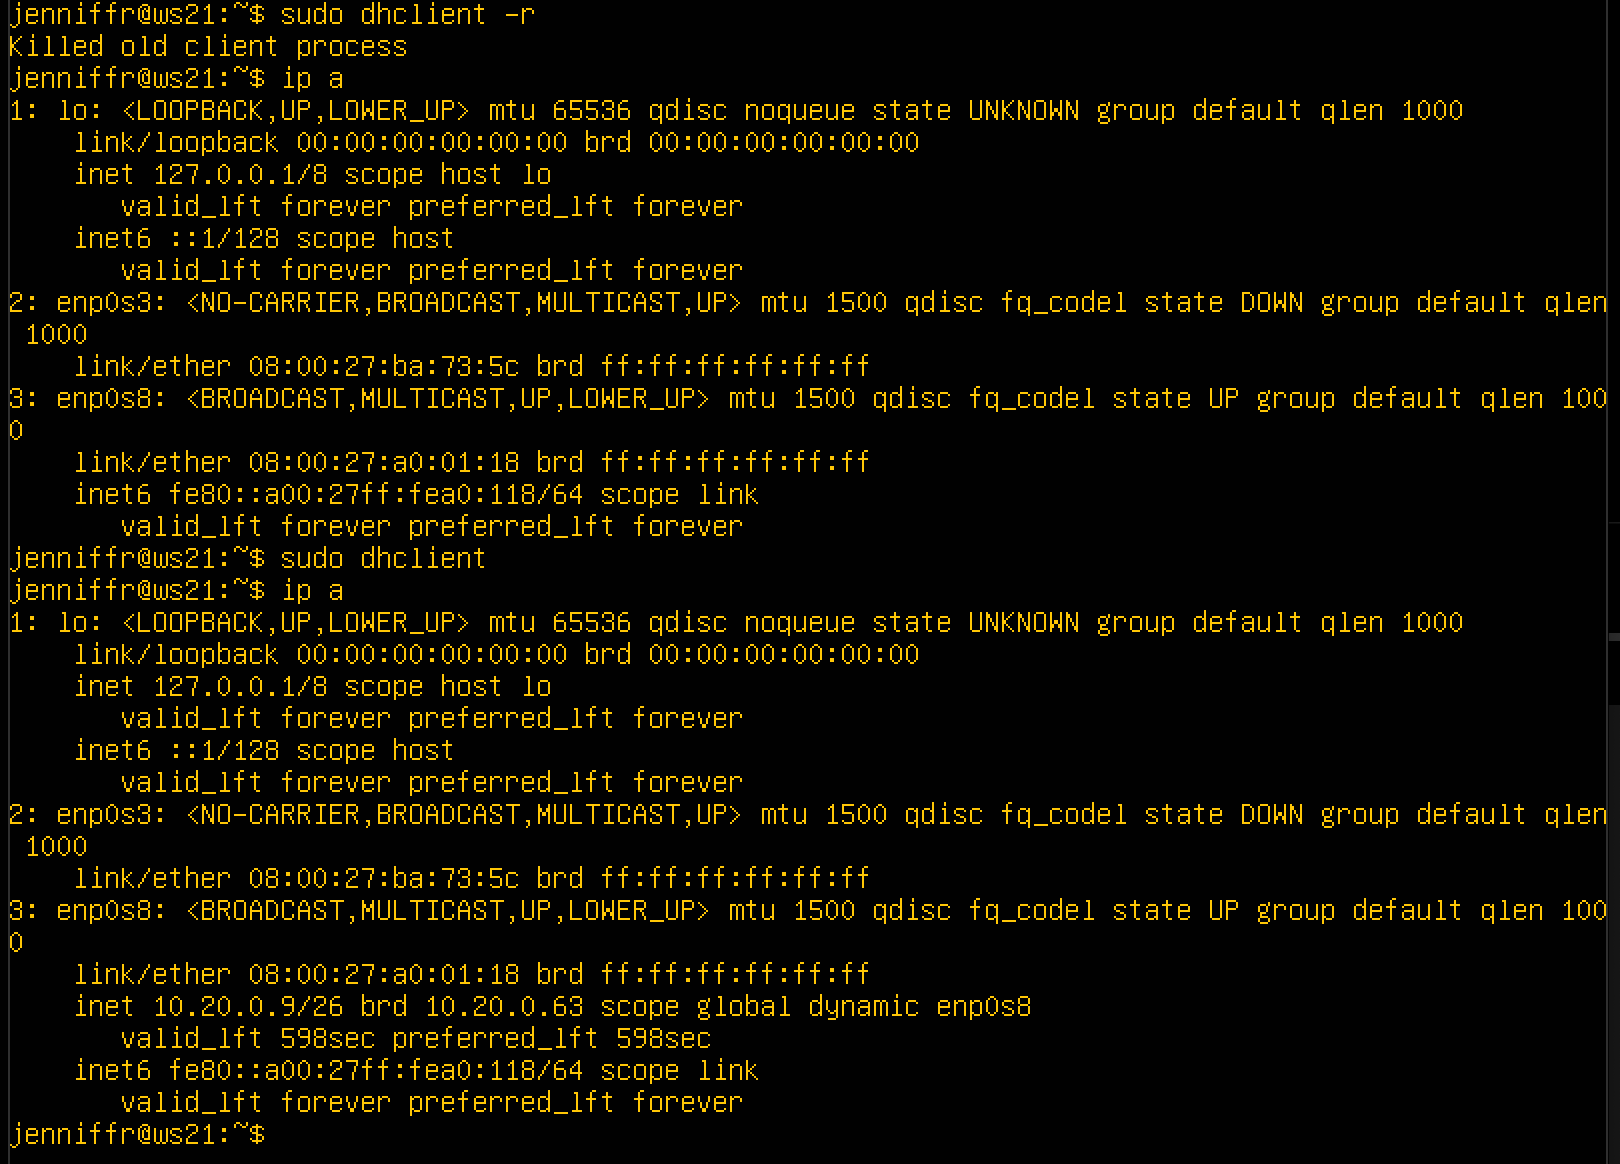 jenniffr@ws21:~$ sudo dhclient -r
Killed old client process
jenniffr@ws21:~$ ip a
1: lo: <LOOPBACK,UP,LOWER_UP> mtu 65536 qdisc noqueue state UNKNOWN group default qlen 1000
    link/loopback 00:00:00:00:00:00 brd 00:00:00:00:00:00
    inet 127.0.0.1/8 scope host lo
       valid_lft forever preferred_lft forever
    inet6 ::1/128 scope host
       valid_lft forever preferred_lft forever
2: enp0s3: <NO-CARRIER,BROADCAST,MULTICAST,UP> mtu 1500 qdisc fq_codel state DOWN group default qlen
 1000
    link/ether 08:00:27:ba:73:5c brd ff:ff:ff:ff:ff:ff
3: enp0s8: <BROADCAST,MULTICAST,UP,LOWER_UP> mtu 1500 qdisc fq_codel state UP group default qlen 100
0
    link/ether 08:00:27:a0:01:18 brd ff:ff:ff:ff:ff:ff
    inet6 fe80::a00:27ff:fea0:118/64 scope link
       valid_lft forever preferred_lft forever
jenniffr@ws21:~$ sudo dhclient
jenniffr@ws21:~$ ip a
1: lo: <LOOPBACK,UP,LOWER_UP> mtu 65536 qdisc noqueue state UNKNOWN group default qlen 1000
    link/loopback 00:00:00:00:00:00 brd 00:00:00:00:00:00
    inet 127.0.0.1/8 scope host lo
       valid_lft forever preferred_lft forever
    inet6 ::1/128 scope host
       valid_lft forever preferred_lft forever
2: enp0s3: <NO-CARRIER,BROADCAST,MULTICAST,UP> mtu 1500 qdisc fq_codel state DOWN group default qlen
 1000
    link/ether 08:00:27:ba:73:5c brd ff:ff:ff:ff:ff:ff
3: enp0s8: <BROADCAST,MULTICAST,UP,LOWER_UP> mtu 1500 qdisc fq_codel state UP group default qlen 100
0
    link/ether 08:00:27:a0:01:18 brd ff:ff:ff:ff:ff:ff
    inet 10.20.0.9/26 brd 10.20.0.63 scope global dynamic enp0s8
       valid_lft 598sec preferred_lft 598sec
    inet6 fe80::a00:27ff:fea0:118/64 scope link
       valid_lft forever preferred_lft forever
jenniffr@ws21:~$